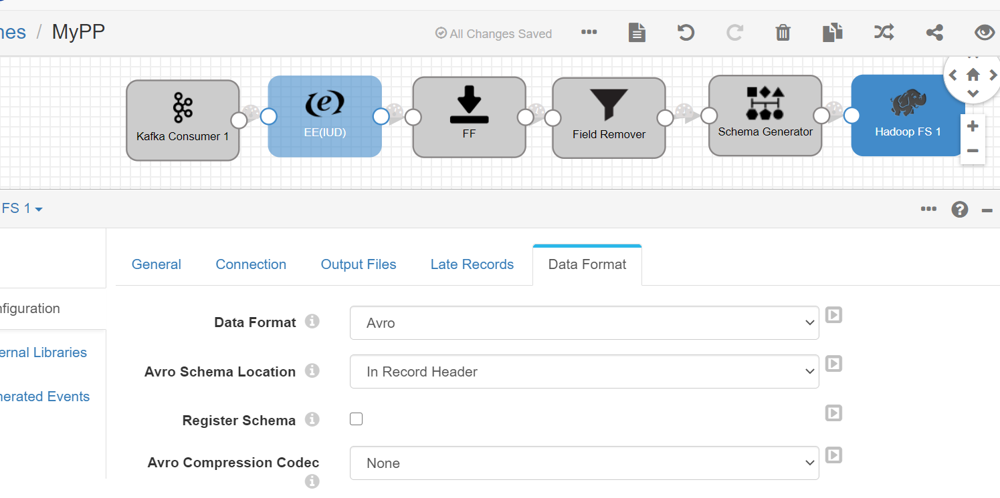 nes / MyPP
All Changes Saved
Kafka Consumer 1
EE(IUD)
FF
Field Remover
Schema Generator
Hadoop FS 1
FS 1
General
Connection
Output Files
Late Records
Data Format
nfiguration
ernal Libraries
nerated Events
Data Format
Avro
Avro Schema Location
In Record Header
Register Schema
Avro Compression Codec
None